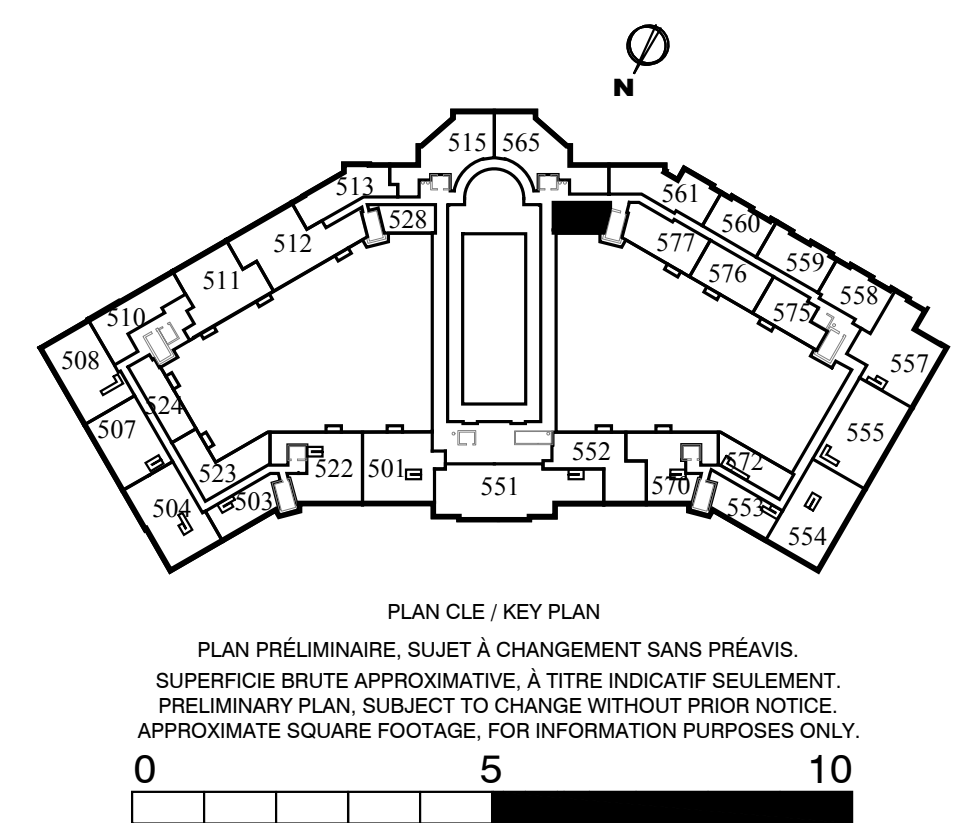 N
515 565
513 561
528 560
512 577 559
511 576 558
510 575
508 557
524
507 555
522 501 552
523 572
551 570
504 503 553
554
PLAN CLE / KEY PLAN
PLAN PRÉLIMINAIRE, SUJET À CHANGEMENT SANS PRÉAVIS.
SUPERFICIE BRUTE APPROXIMATIVE, À TITRE INDICATIF SEULEMENT.
PRELIMINARY PLAN, SUBJECT TO CHANGE WITHOUT PRIOR NOTICE.
APPROXIMATE SQUARE FOOTAGE, FOR INFORMATION PURPOSES ONLY.
0 5 10